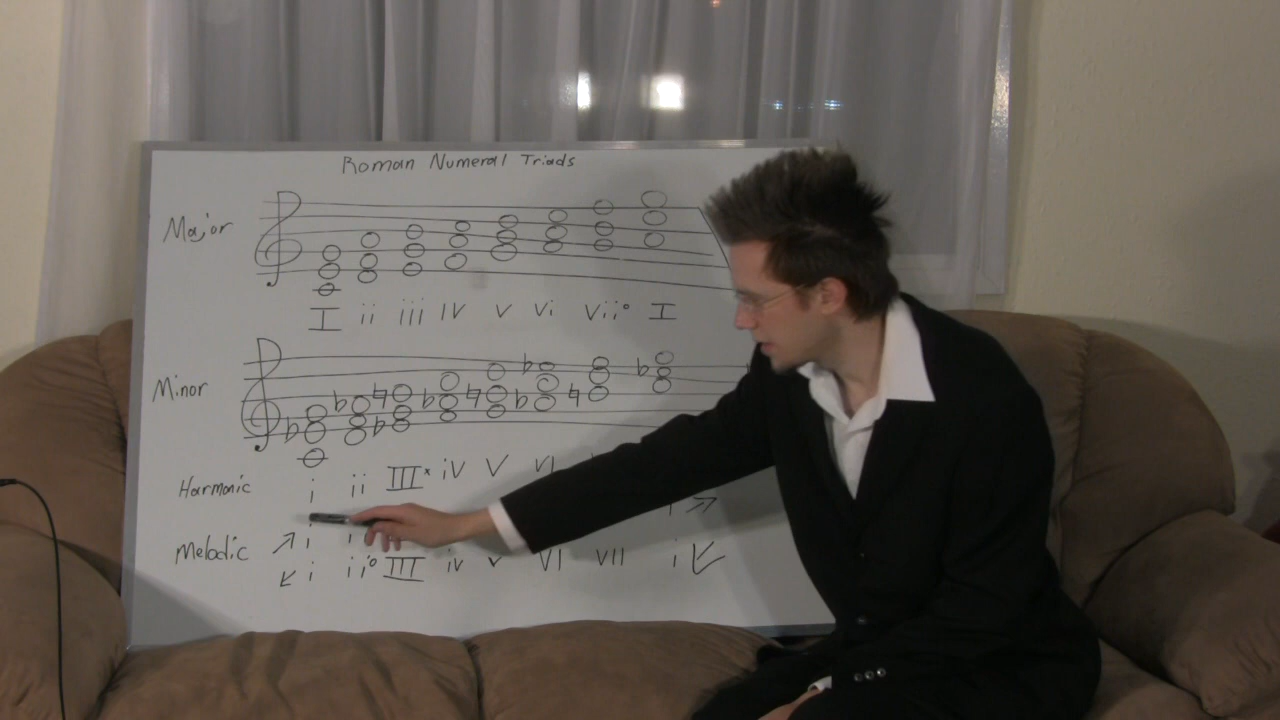 Roman Numeral Triads
Major
I ii iii IV V vi vii° I
Minor
Harmonic i ii III˟ iv V VI
i
Melodic i
i ii° III iv v VI VII i